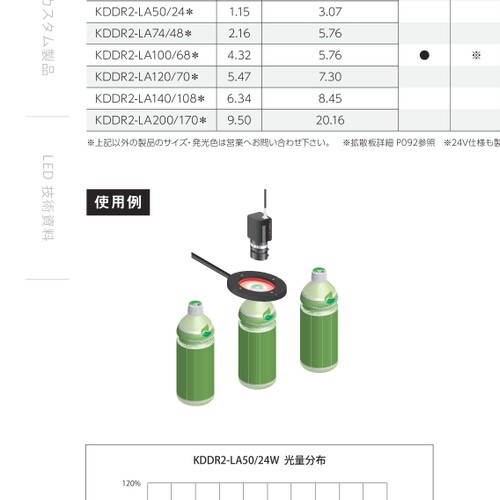 カスタム製品
LED 技術資料
KDDR2-LA50/24＊ 1.15 3.07
KDDR2-LA74/48＊ 2.16 5.76
KDDR2-LA100/68＊ 4.32 5.76 ● ※
KDDR2-LA120/70＊ 5.47 7.30
KDDR2-LA140/108＊ 6.34 8.45
KDDR2-LA200/170＊ 9.50 20.16
※上記以外の製品のサイズ・発光色は営業へお問い合わせ下さい。 ※拡散板詳細 P092参照 ※24V仕様も製
使用例
KDDR2-LA50/24W 光量分布
120%